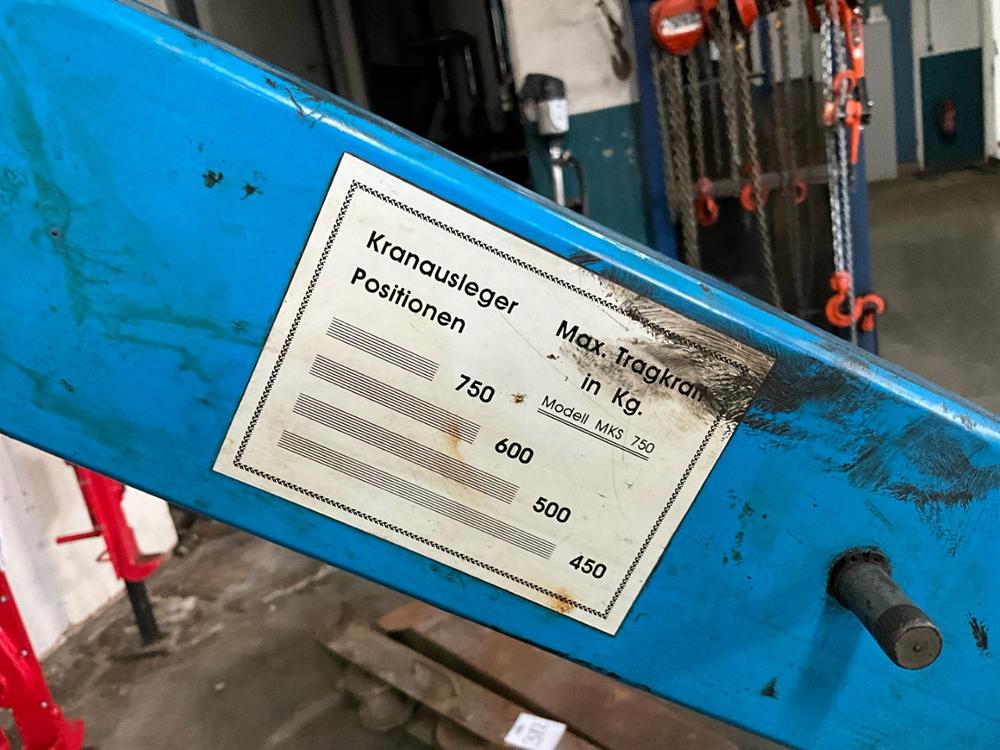 Kranausleger
Positionen
Max. Tragkraft
in Kg.
Modell MKS 750
750
600
500
450